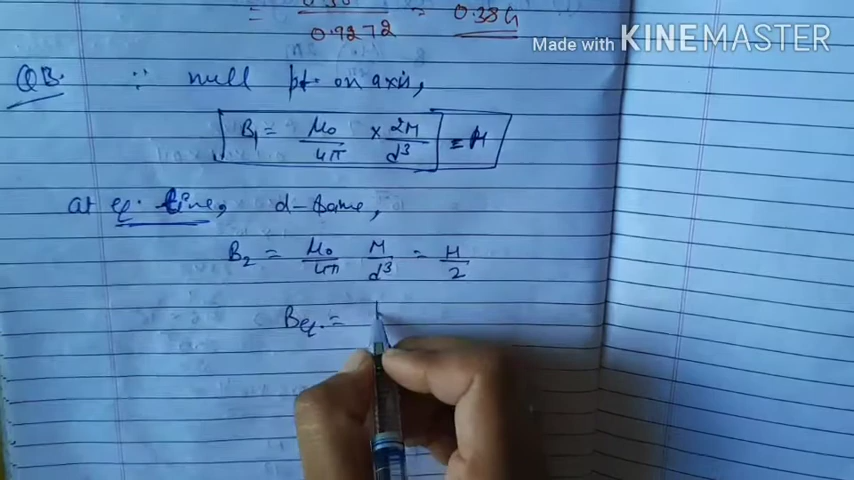 = 0.9272 = 0.38G
Made with KINEMASTER
Q8. ∵ null pt. on axis,
B₁ = μ₀/4π × 2M/d³ = H
at eq. line, d - same,
B₂ = μ₀/4π M/d³ = H/2
Beq. =